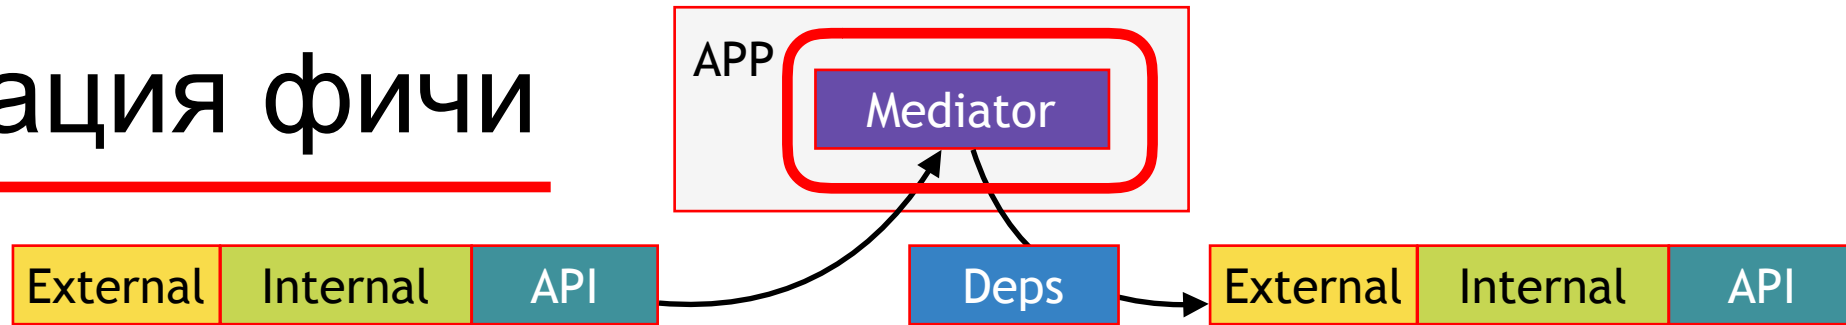 ация фичи
APP
Mediator
External Internal API
Deps
External Internal API